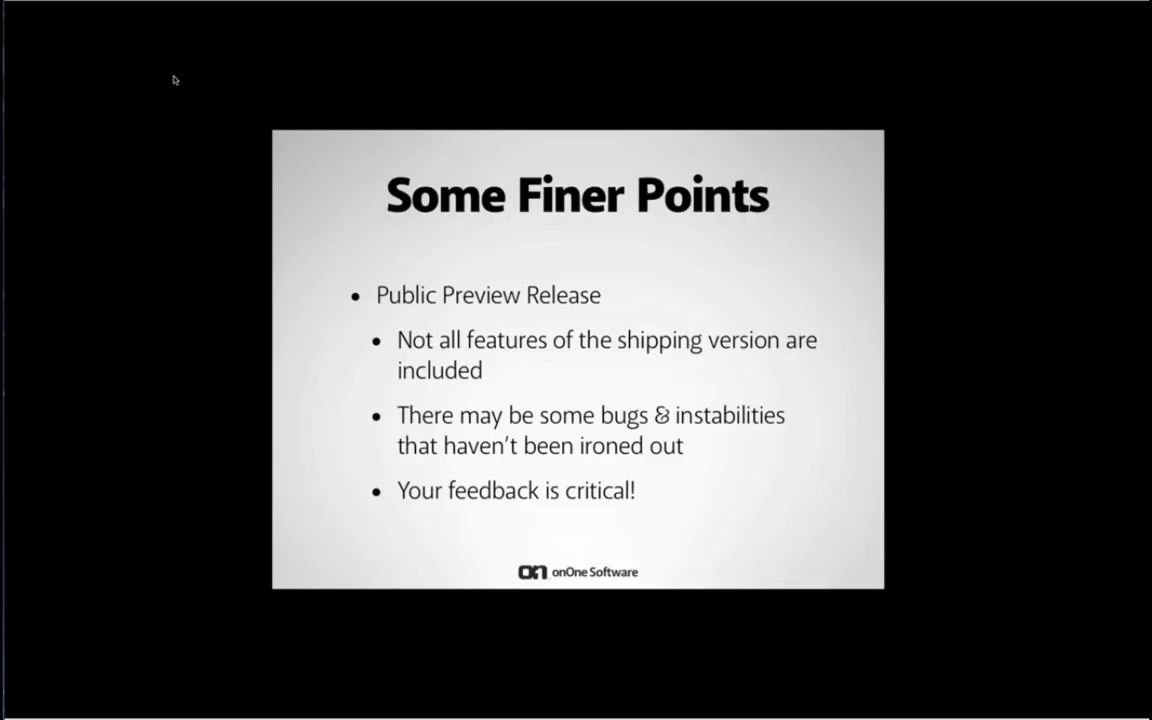 Some Finer Points
• Public Preview Release
• Not all features of the shipping version are
included
• There may be some bugs & instabilities
that haven't been ironed out
• Your feedback is critical!
on onOne Software